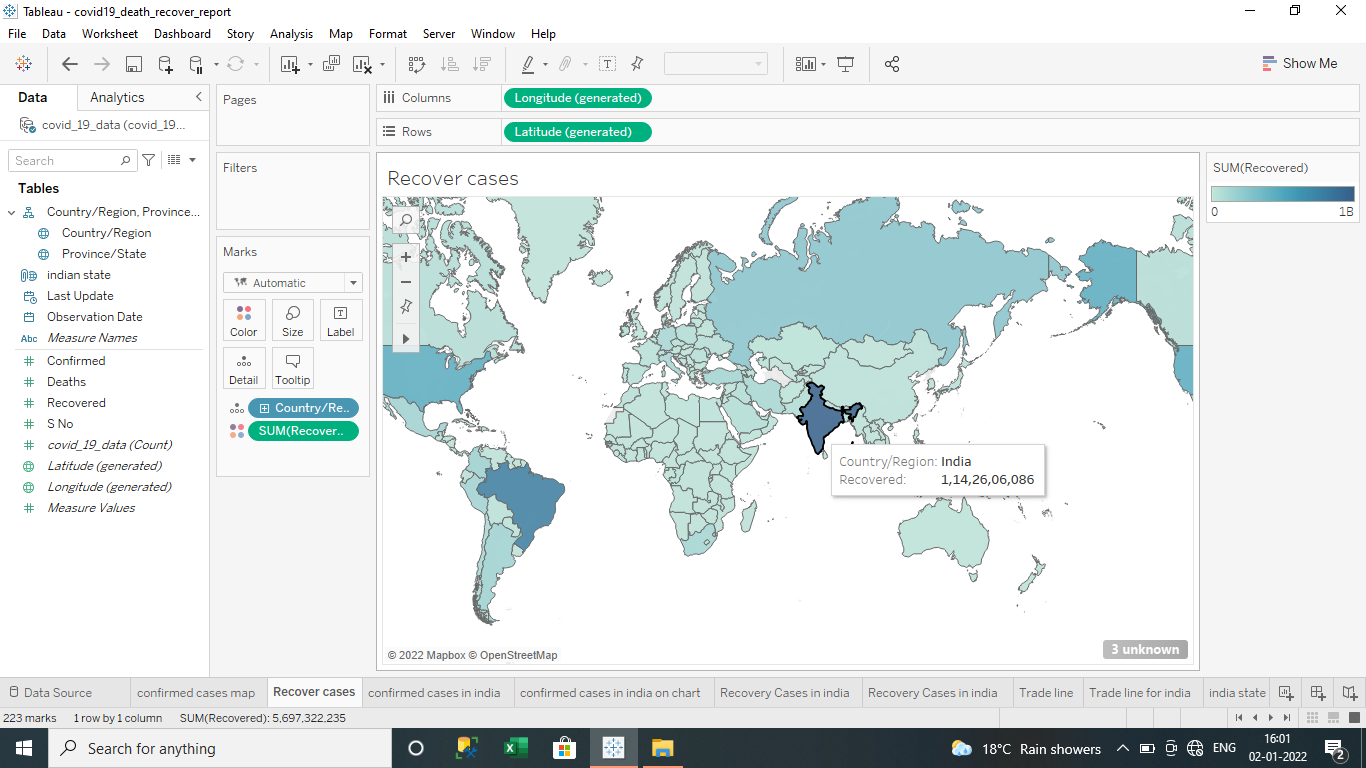 Tableau - covid19_death_recover_report
File Data Worksheet Dashboard Story Analysis Map Format Server Window Help
Show Me
Data Analytics
covid_19_data (covid_19...
Search
Tables
Country/Region, Province...
Country/Region
Province/State
indian state
Last Update
Observation Date
Abc Measure Names
Confirmed
Deaths
Recovered
S No
covid_19_data (Count)
Latitude (generated)
Longitude (generated)
Measure Values
Pages
Filters
Marks
Automatic
Color Size Label
Detail Tooltip
Country/Re..
SUM(Recover..
Columns Longitude (generated)
Rows Latitude (generated)
Recover cases
Country/Region: India
Recovered: 1,14,26,06,086
© 2022 Mapbox © OpenStreetMap
3 unknown
SUM(Recovered)
0 1B
Data Source confirmed cases map Recover cases confirmed cases in india confirmed cases in india on chart Recovery Cases in india Recovery Cases in india Trade line Trade line for india india state
223 marks 1 row by 1 column SUM(Recovered): 5,697,322,235
Search for anything
18°C Rain showers
ENG
16:01
02-01-2022
2